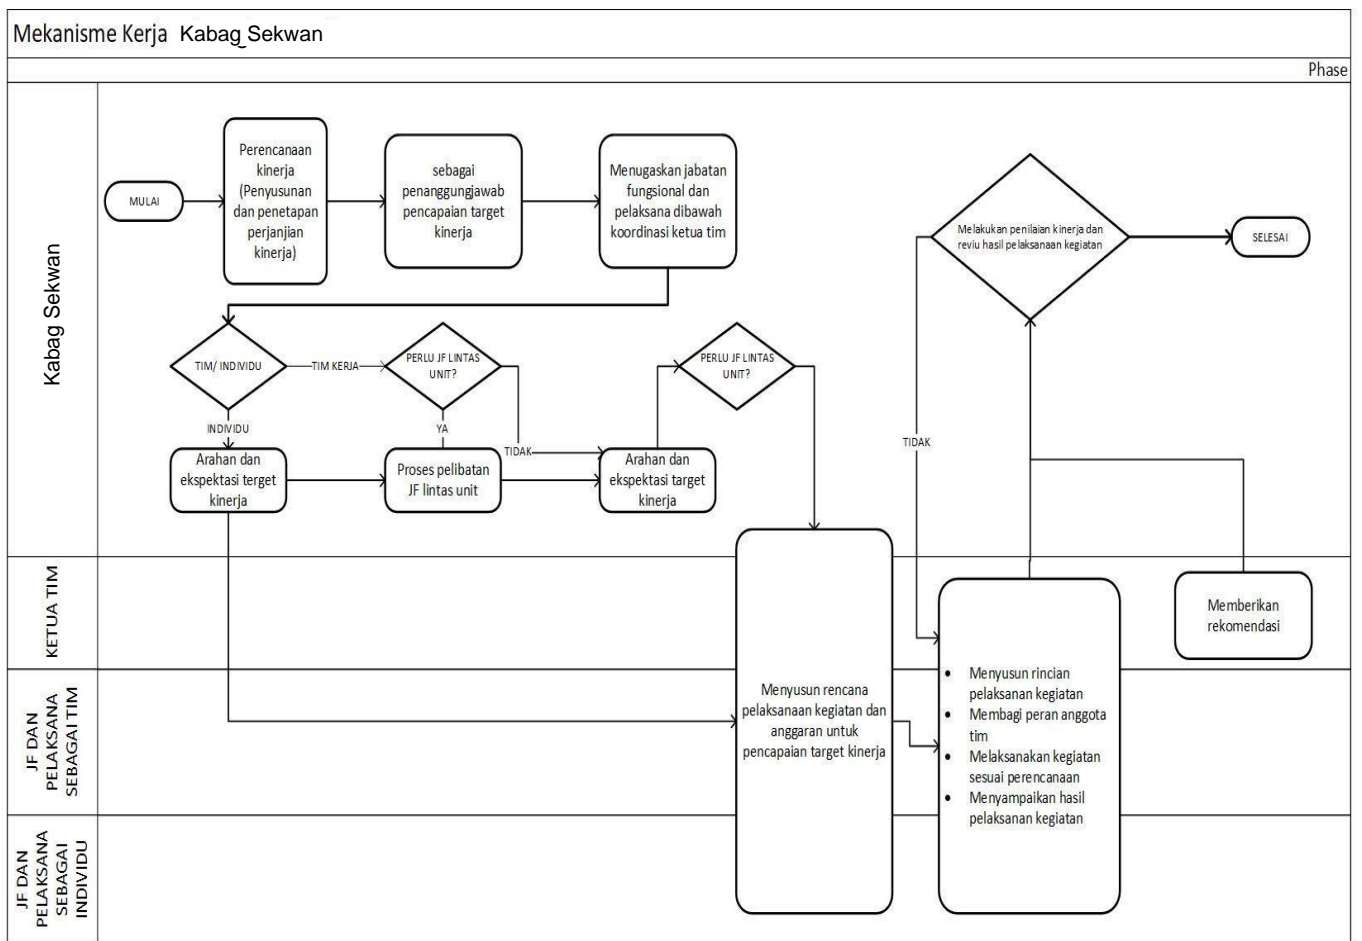 Mekanisme Kerja Kabag Sekwan
Phase
Kabag Sekwan
MULAI
Perencanaan
kinerja
(Penyusunan
dan penetapan
perjanjian
kinerja)
sebagai
penanggungjawab
pencapaian target
kinerja
Menugaskan jabatan
fungsional dan
pelaksana dibawah
koordinasi ketua tim
Melakukan penilaian kinerja dan
reviu hasil pelaksanaan kegiatan
SELESAI
TIM/ INDIVIDU
TIM KERJA
PERLU JF LINTAS
UNIT?
PERLU JF LINTAS
UNIT?
INDIVIDU
YA
TIDAK
TIDAK
Arahan dan
ekspektasi terget
kinerja
Proses pelibatan
JF lintas unit
Arahan dan
ekspektasi target
kinerja
KETUA TIM
Memberikan
rekomendasi
JF DAN
PELAKSANA
SEBAGAI TIM
Menyusun rencana
pelaksanaan kegiatan dan
anggaran untuk
pencapaian target kinerja
• Menyusun rincian
pelaksanan kegiatan
• Membagi peran anggota
tim
• Melaksanakan kegiatan
sesuai perencanaan
• Menyampaikan hasil
pelaksanan kegiatan
JF DAN
PELAKSANA
SEBAGAI
INDIVIDU